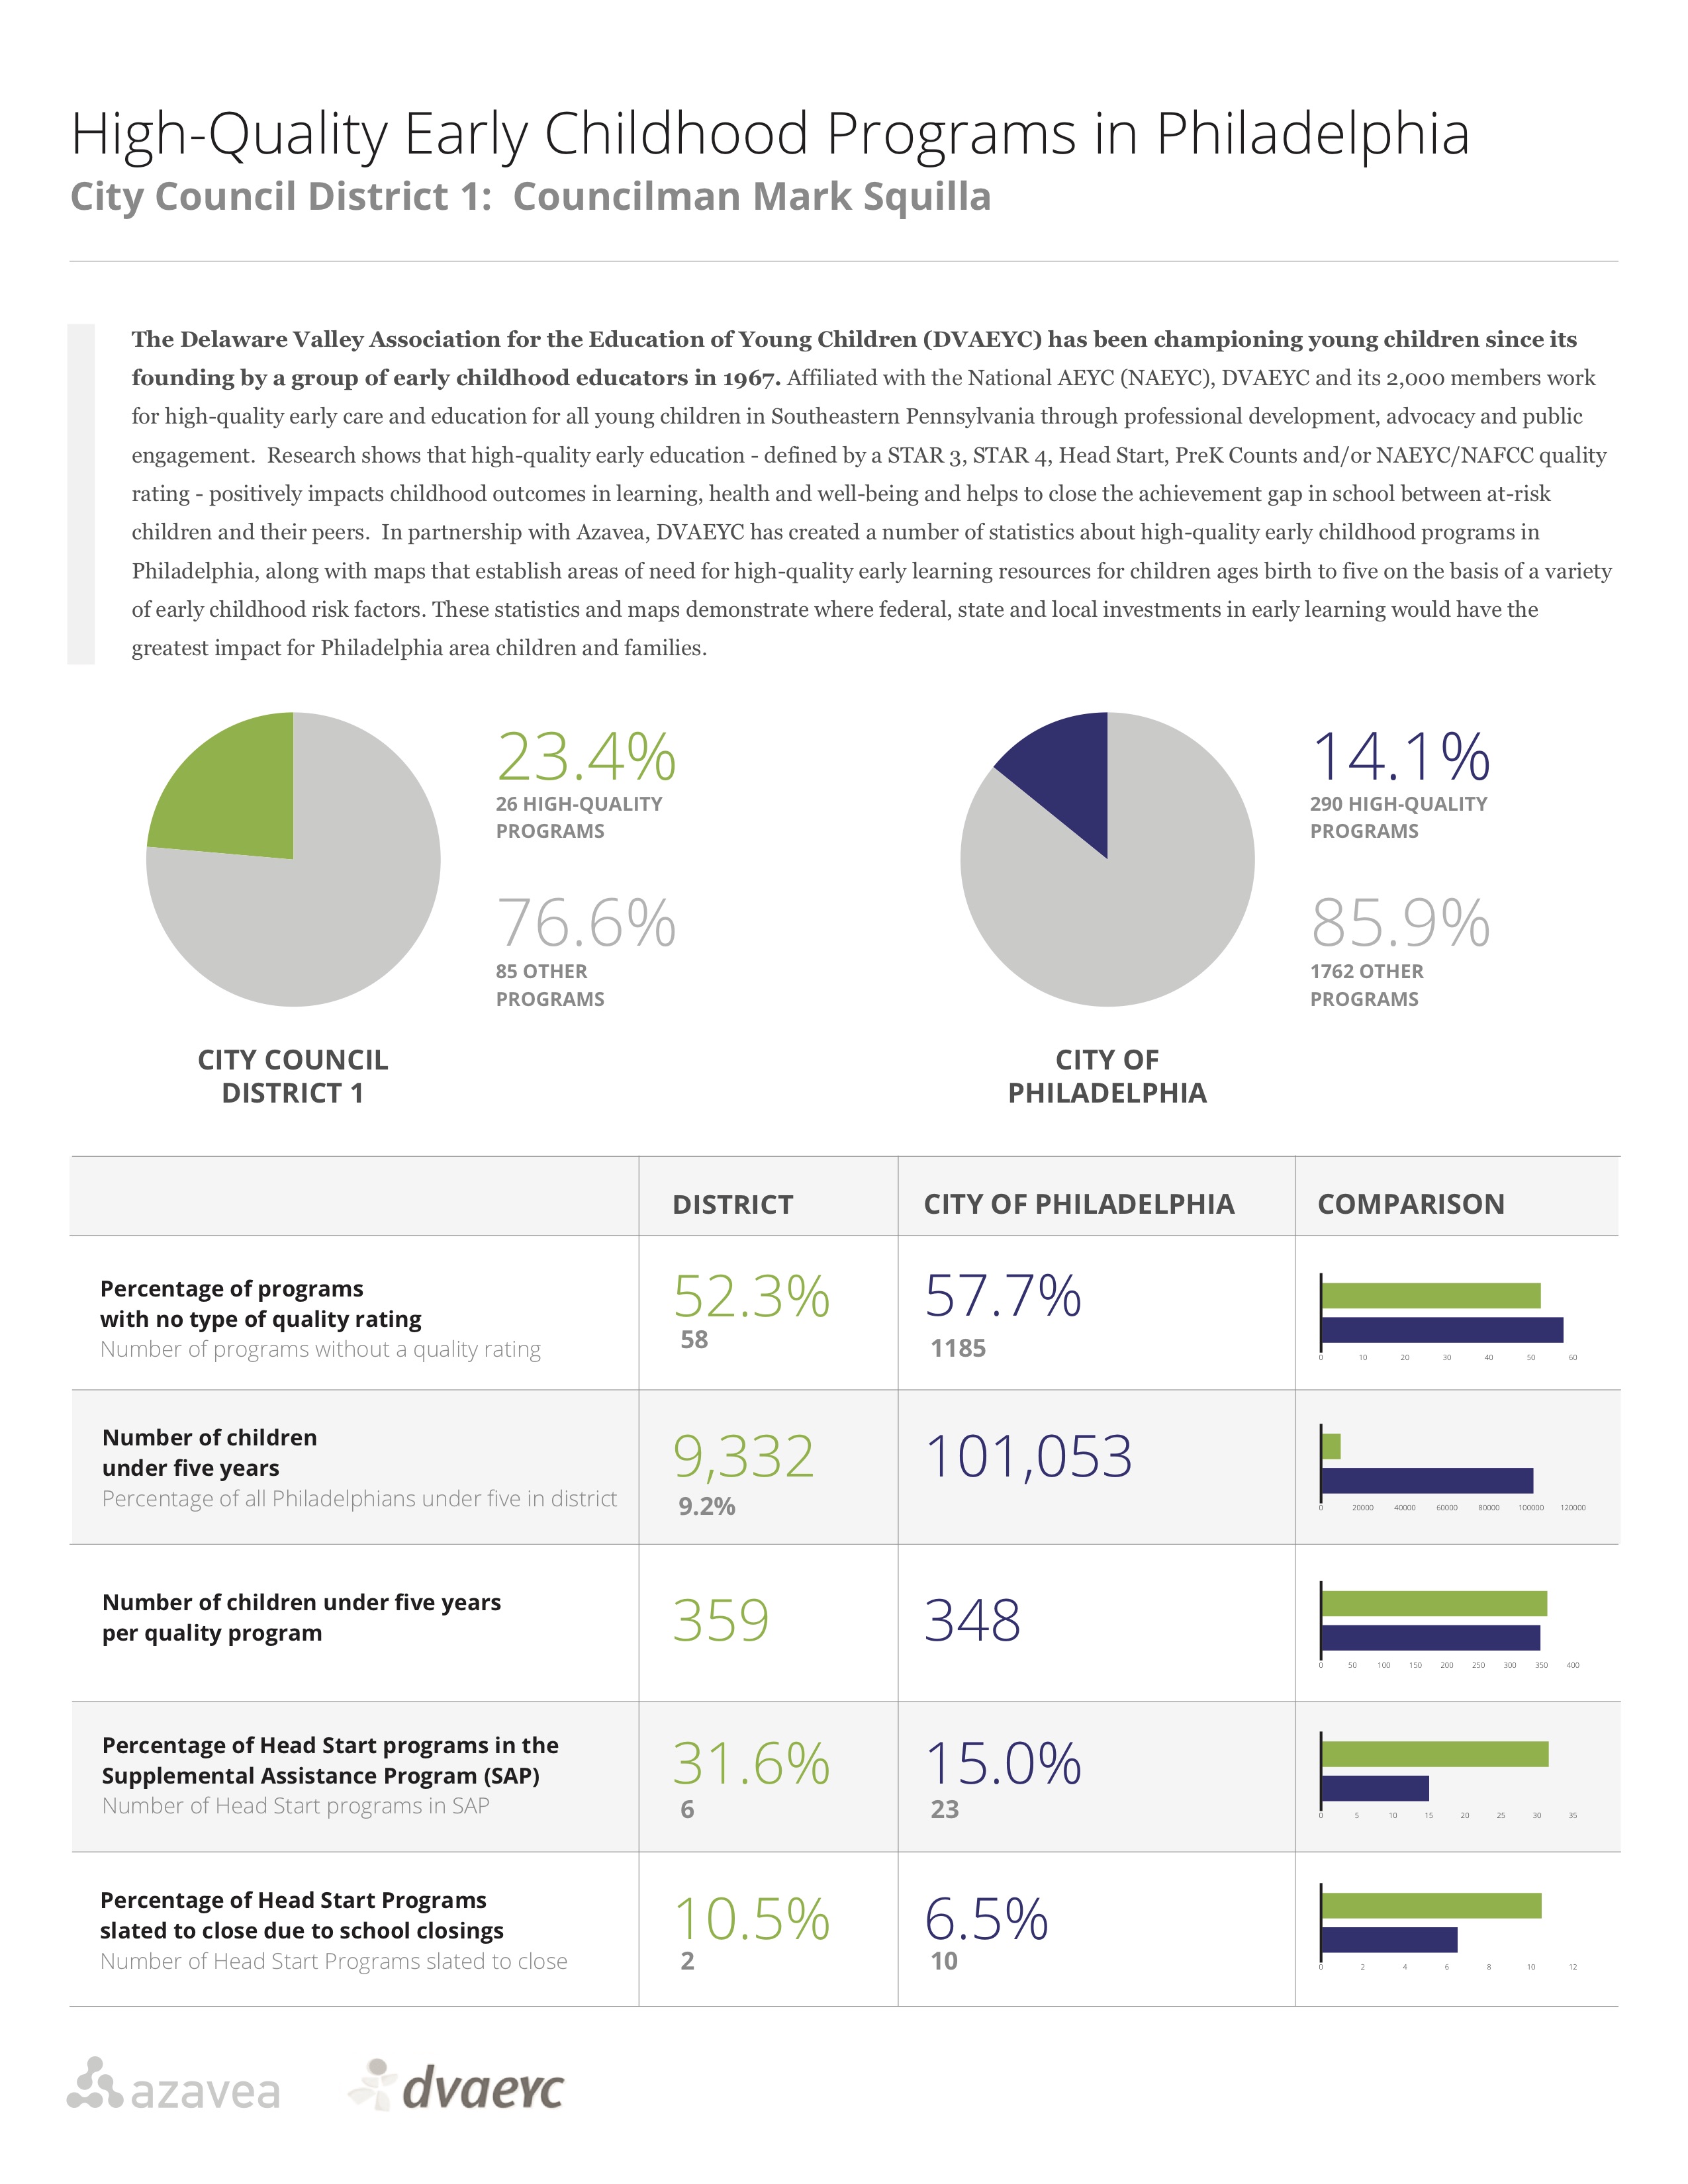 High-Quality Early Childhood Programs in Philadelphia
City Council District 1:  Councilman Mark Squilla
The Delaware Valley Association for the Education of Young Children (DVAEYC) has been championing young children since its
founding by a group of early childhood educators in 1967. Affiliated with the National AEYC (NAEYC), DVAEYC and its 2,000 members work
for high-quality early care and education for all young children in Southeastern Pennsylvania through professional development, advocacy and public
engagement.  Research shows that high-quality early education - defined by a STAR 3, STAR 4, Head Start, PreK Counts and/or NAEYC/NAFCC quality
rating - positively impacts childhood outcomes in learning, health and well-being and helps to close the achievement gap in school between at-risk
children and their peers.  In partnership with Azavea, DVAEYC has created a number of statistics about high-quality early childhood programs in
Philadelphia, along with maps that establish areas of need for high-quality early learning resources for children ages birth to five on the basis of a variety
of early childhood risk factors. These statistics and maps demonstrate where federal, state and local investments in early learning would have the
greatest impact for Philadelphia area children and families.
23.4%
26 HIGH-QUALITY
PROGRAMS
76.6%
85 OTHER
PROGRAMS
CITY COUNCIL
DISTRICT 1
14.1%
290 HIGH-QUALITY
PROGRAMS
85.9%
1762 OTHER
PROGRAMS
CITY OF
PHILADELPHIA
DISTRICT
CITY OF PHILADELPHIA
COMPARISON
Percentage of programs
with no type of quality rating
Number of programs without a quality rating
52.3%
58
57.7%
1185
0 10 20 30 40 50 60
Number of children
under five years
Percentage of all Philadelphians under five in district
9,332
9.2%
101,053
0 20000 40000 60000 80000 100000 120000
Number of children under five years
per quality program
359
348
0 50 100 150 200 250 300 350 400
Percentage of Head Start programs in the
Supplemental Assistance Program (SAP)
Number of Head Start programs in SAP
31.6%
6
15.0%
23
0 5 10 15 20 25 30 35
Percentage of Head Start Programs
slated to close due to school closings
Number of Head Start Programs slated to close
10.5%
2
6.5%
10
0 2 4 6 8 10 12
azavea
dvaeyc